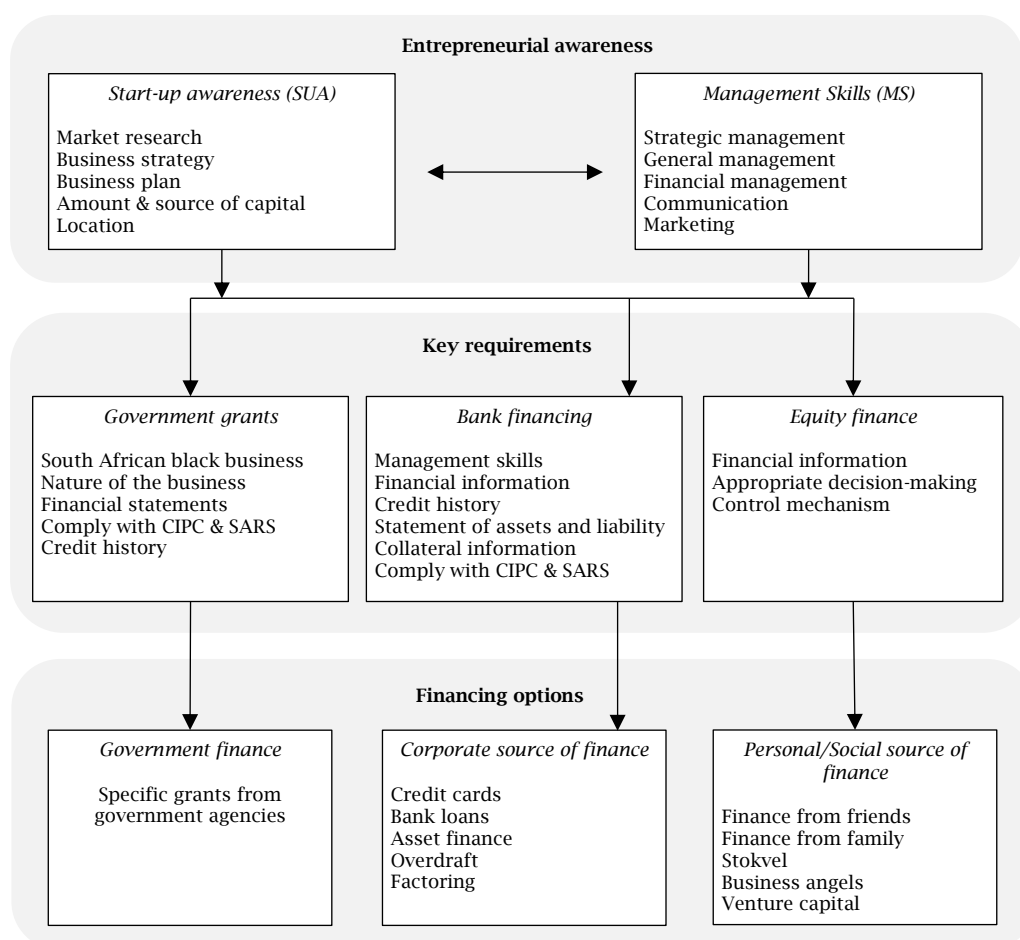 Entrepreneurial awareness
Start-up awareness (SUA)
Market research
Business strategy
Business plan
Amount & source of capital
Location
Management Skills (MS)
Strategic management
General management
Financial management
Communication
Marketing
Key requirements
Government grants
South African black business
Nature of the business
Financial statements
Comply with CIPC & SARS
Credit history
Bank financing
Management skills
Financial information
Credit history
Statement of assets and liability
Collateral information
Comply with CIPC & SARS
Equity finance
Financial information
Appropriate decision-making
Control mechanism
Financing options
Government finance
Specific grants from
government agencies
Corporate source of finance
Credit cards
Bank loans
Asset finance
Overdraft
Factoring
Personal/Social source of
finance
Finance from friends
Finance from family
Stokvel
Business angels
Venture capital